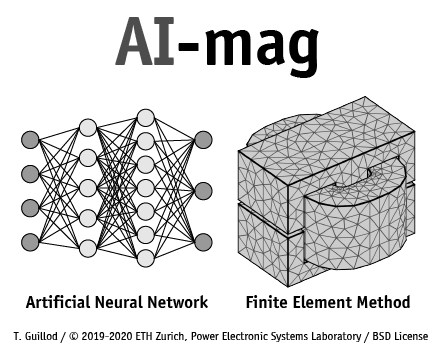 AI-mag
Artificial Neural Network
Finite Element Method
T. Guillod / © 2019-2020 ETH Zurich, Power Electronic Systems Laboratory / BSD License